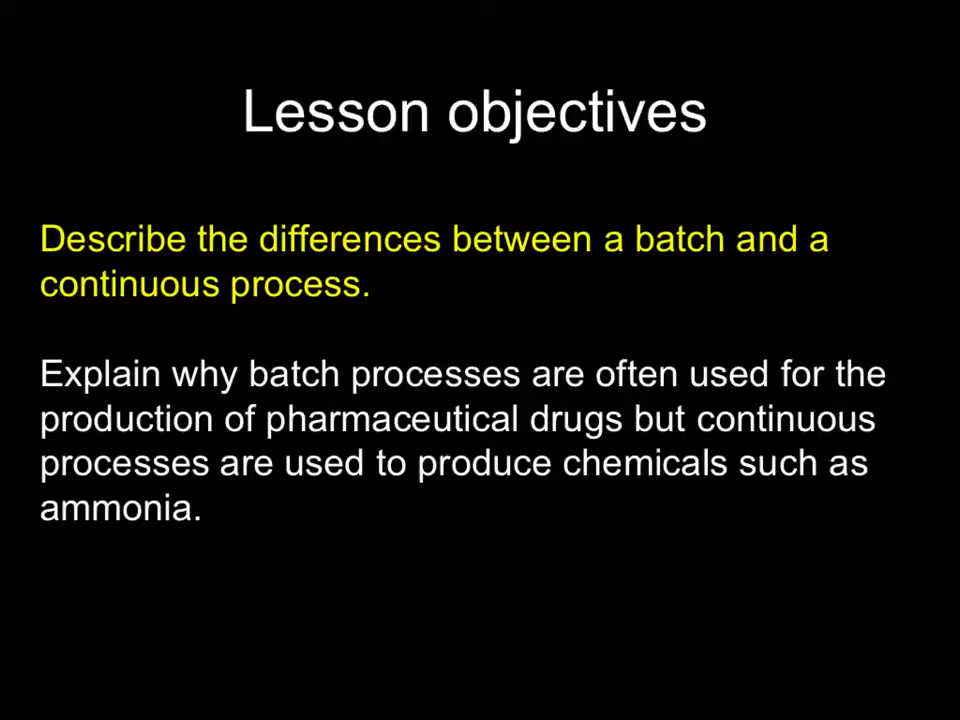 Lesson objectives
Describe the differences between a batch and a
continuous process.
Explain why batch processes are often used for the
production of pharmaceutical drugs but continuous
processes are used to produce chemicals such as
ammonia.